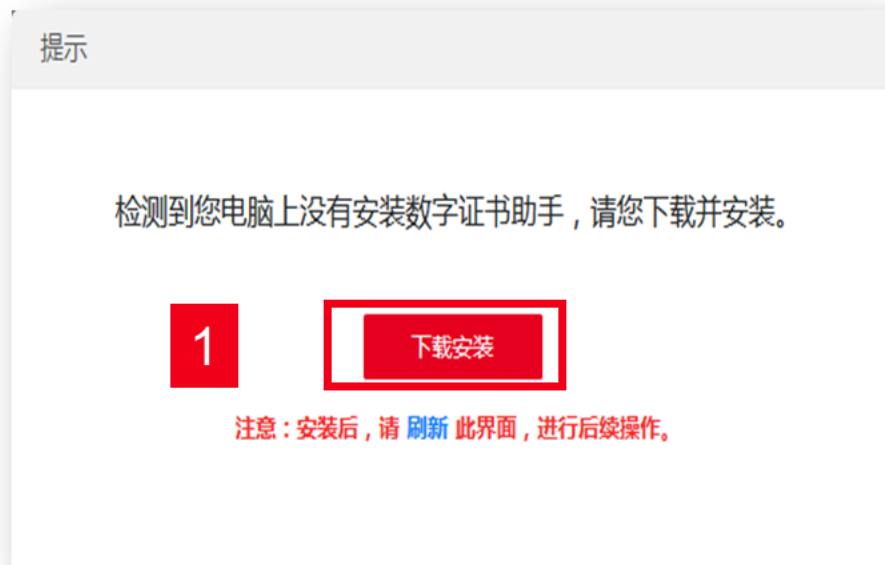 提示
检测到您电脑上没有安装数字证书助手，请您下载并安装。
1
下载安装
注意：安装后，请 刷新 此界面，进行后续操作。